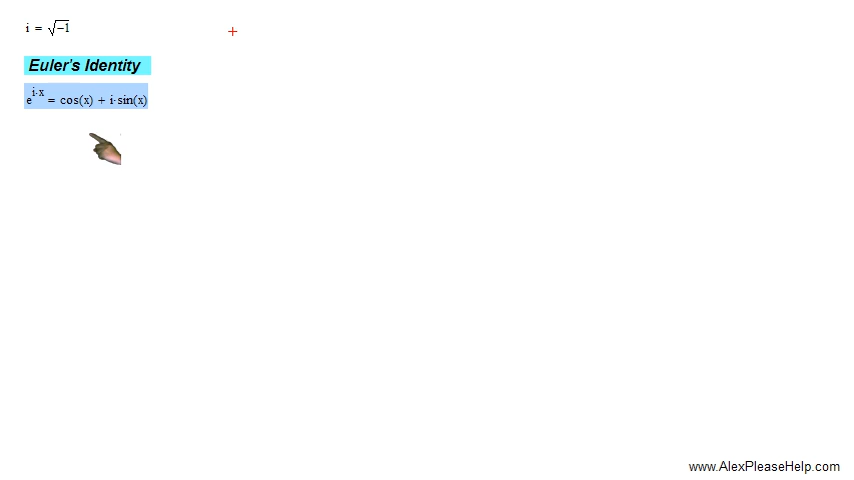 i = √−1
Euler's Identity
e^{i·x} = cos(x) + i·sin(x)
www.AlexPleaseHelp.com